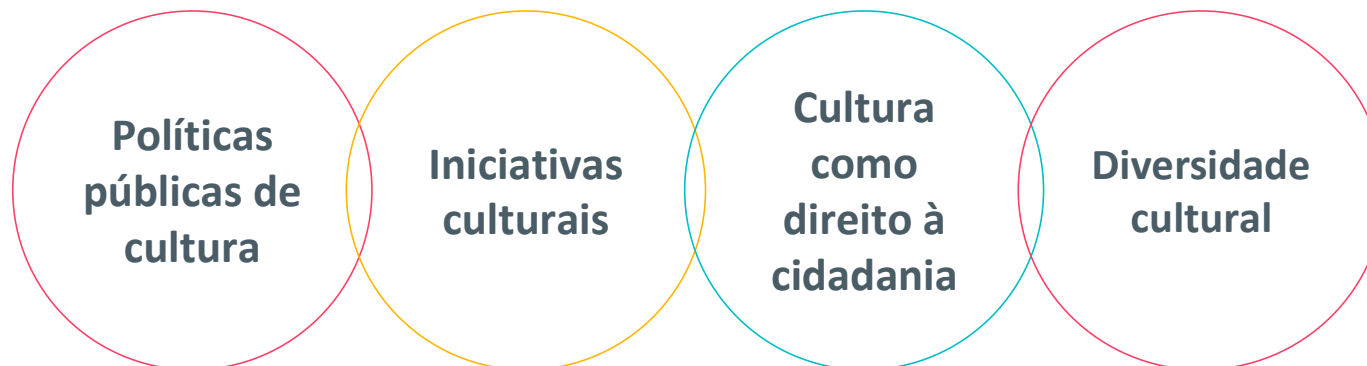 Políticas
públicas de
cultura
Iniciativas
culturais
Cultura
como
direito à
cidadania
Diversidade
cultural